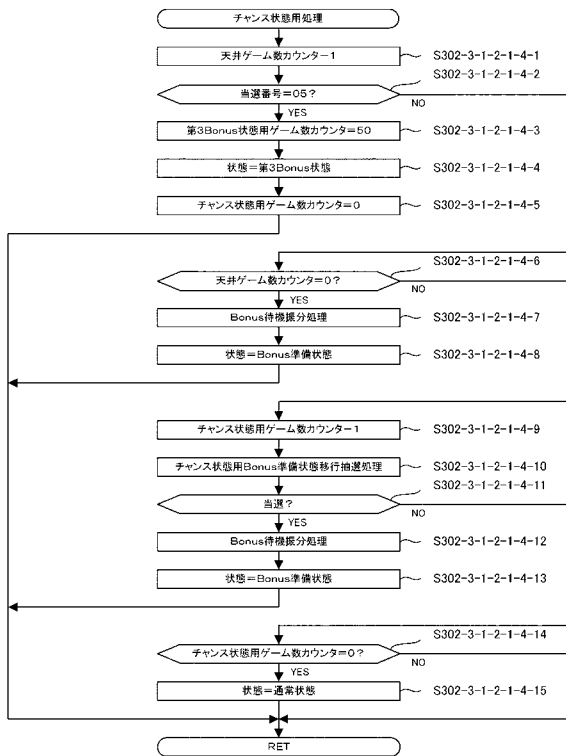 チャンス状態用処理
天井ゲーム数カウンター1
S302-3-1-2-1-4-1
S302-3-1-2-1-4-2
当選番号=05?
NO
YES
第3Bonus状態用ゲーム数カウンター=50
S302-3-1-2-1-4-3
状態=第3Bonus状態
S302-3-1-2-1-4-4
チャンス状態用ゲーム数カウンター=0
S302-3-1-2-1-4-5
S302-3-1-2-1-4-6
天井ゲーム数カウンター=0?
NO
YES
Bonus待機振分処理
S302-3-1-2-1-4-7
状態=Bonus準備状態
S302-3-1-2-1-4-8
チャンス状態用ゲーム数カウンター1
S302-3-1-2-1-4-9
チャンス状態用Bonus準備状態移行抽選処理
S302-3-1-2-1-4-10
S302-3-1-2-1-4-11
当選?
NO
YES
Bonus待機振分処理
S302-3-1-2-1-4-12
状態=Bonus準備状態
S302-3-1-2-1-4-13
S302-3-1-2-1-4-14
チャンス状態用ゲーム数カウンター=0?
NO
YES
状態=通常状態
S302-3-1-2-1-4-15
RET